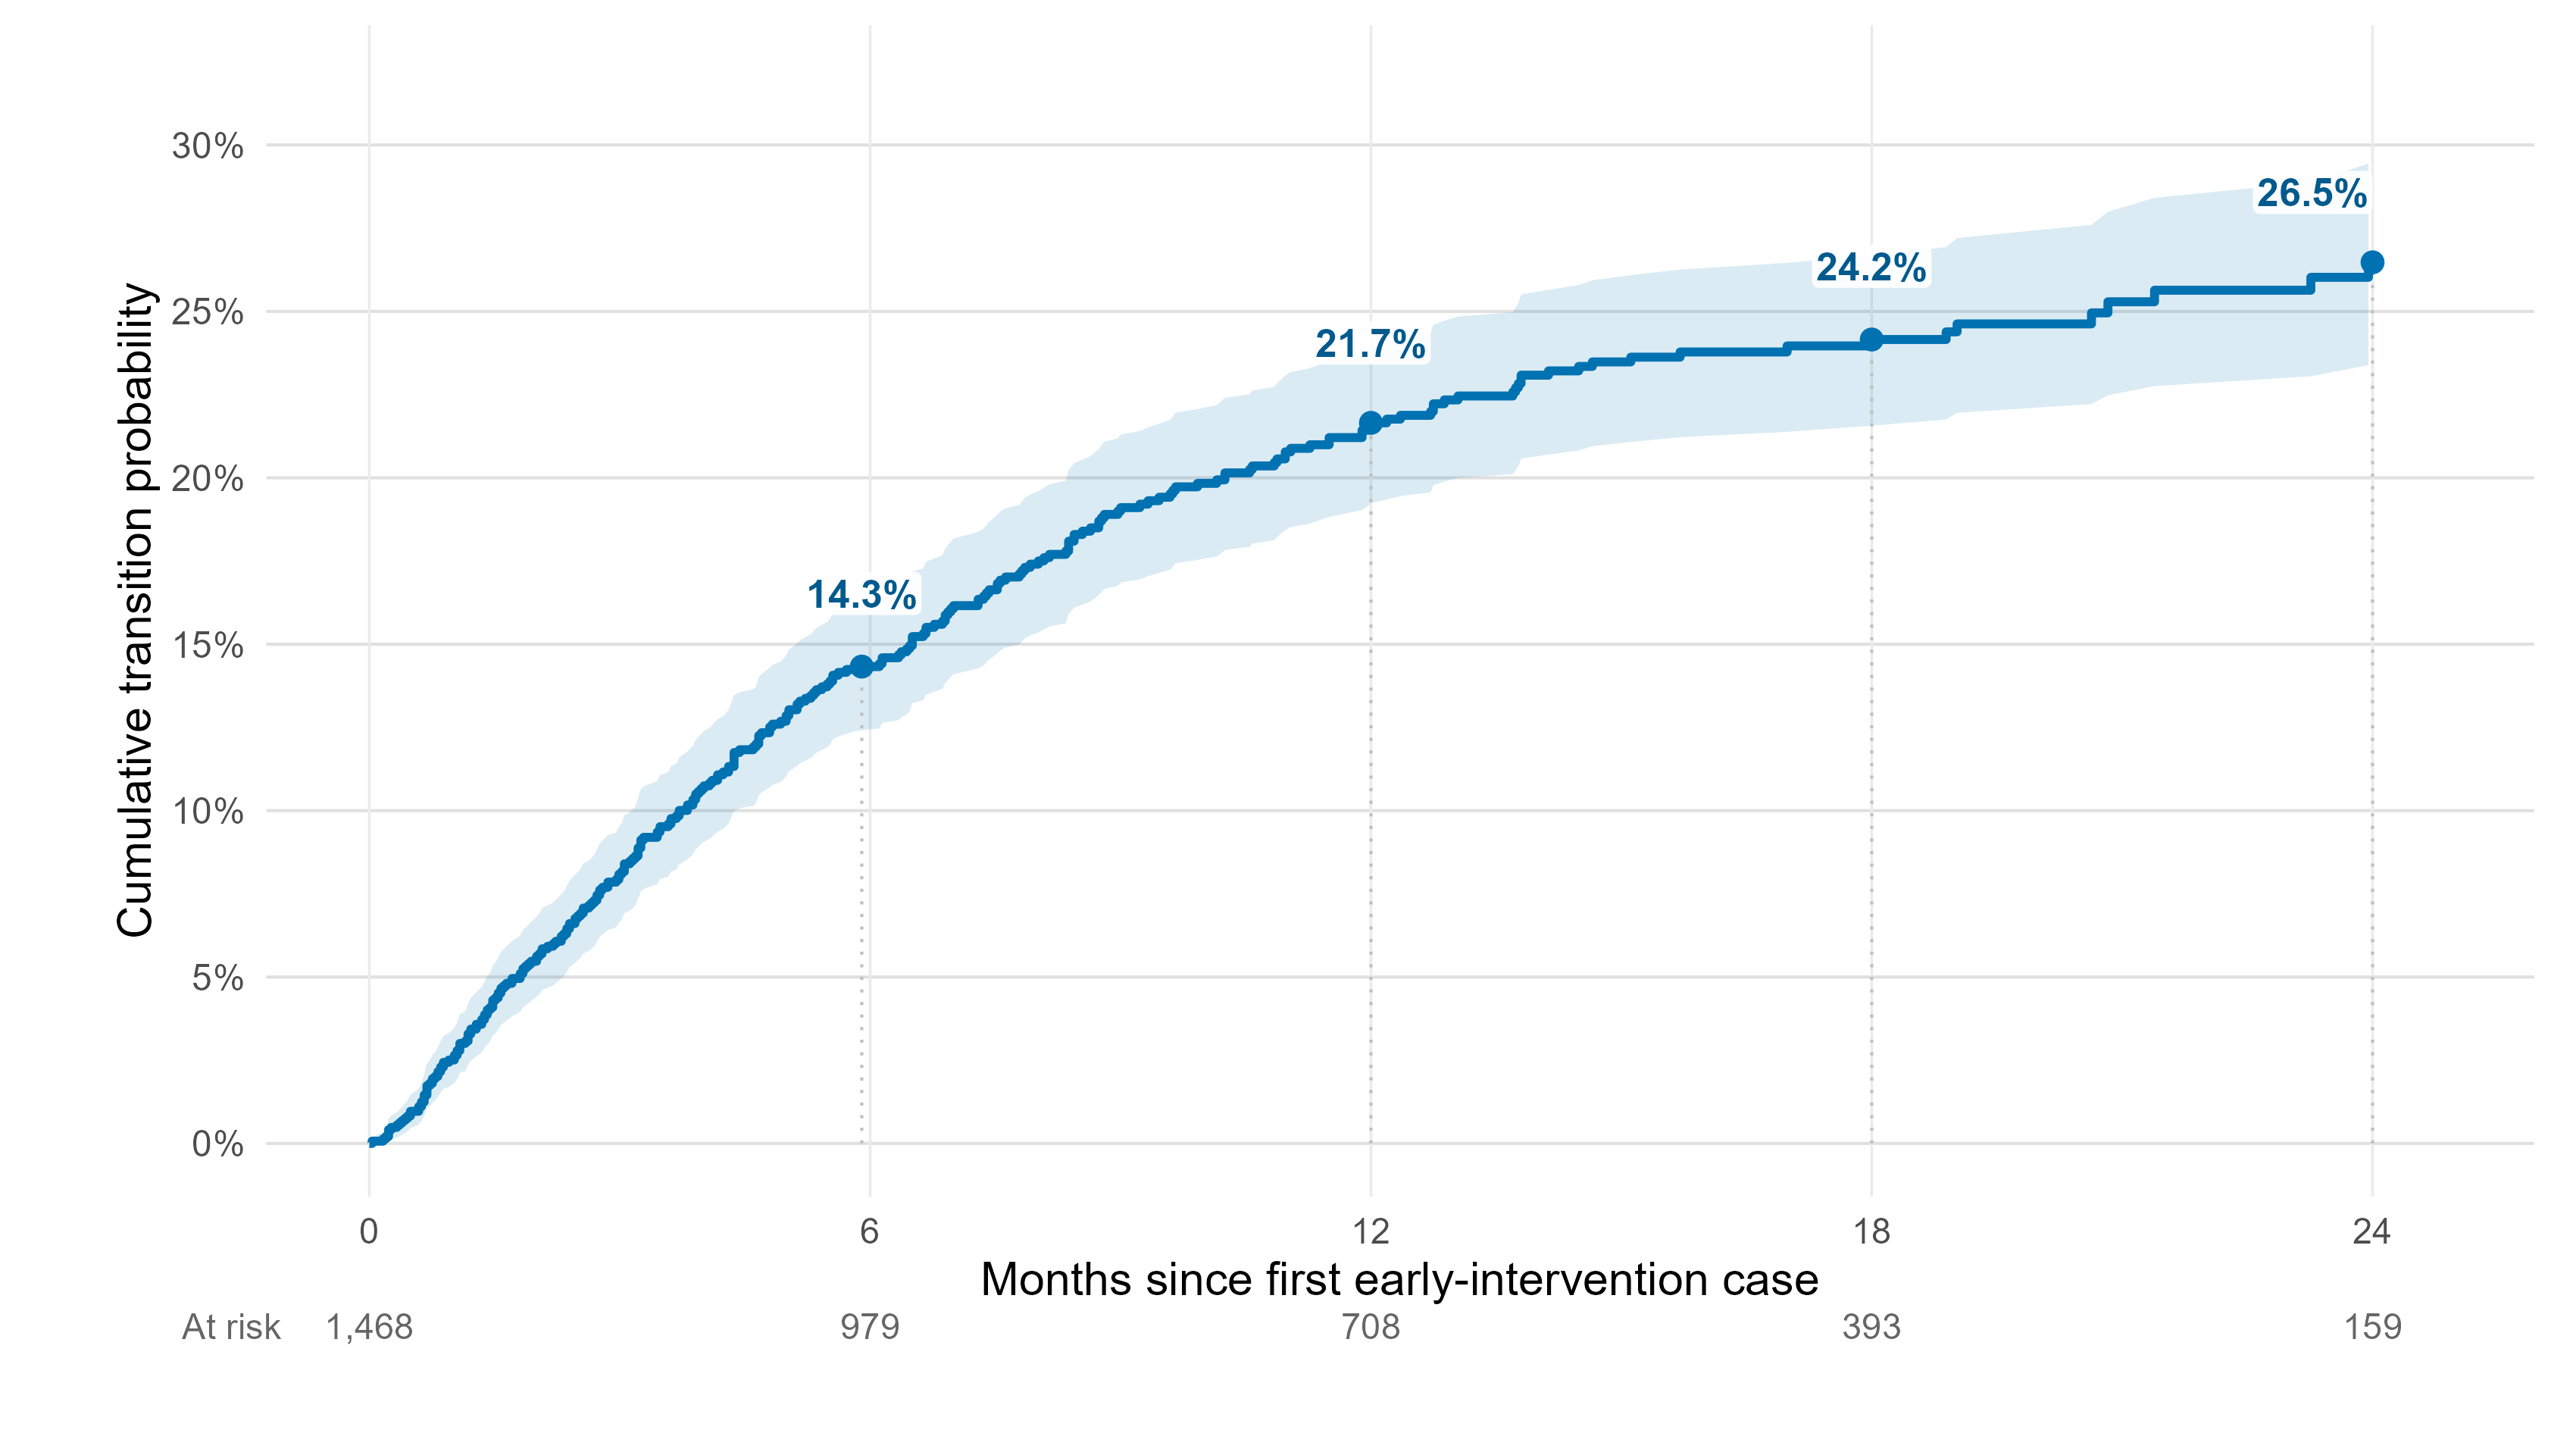 Cumulative transition probability
30%
25%
20%
15%
10%
5%
0%
14.3%
21.7%
24.2%
26.5%
0 6 12 18 24
Months since first early-intervention case
At risk 1,468 979 708 393 159